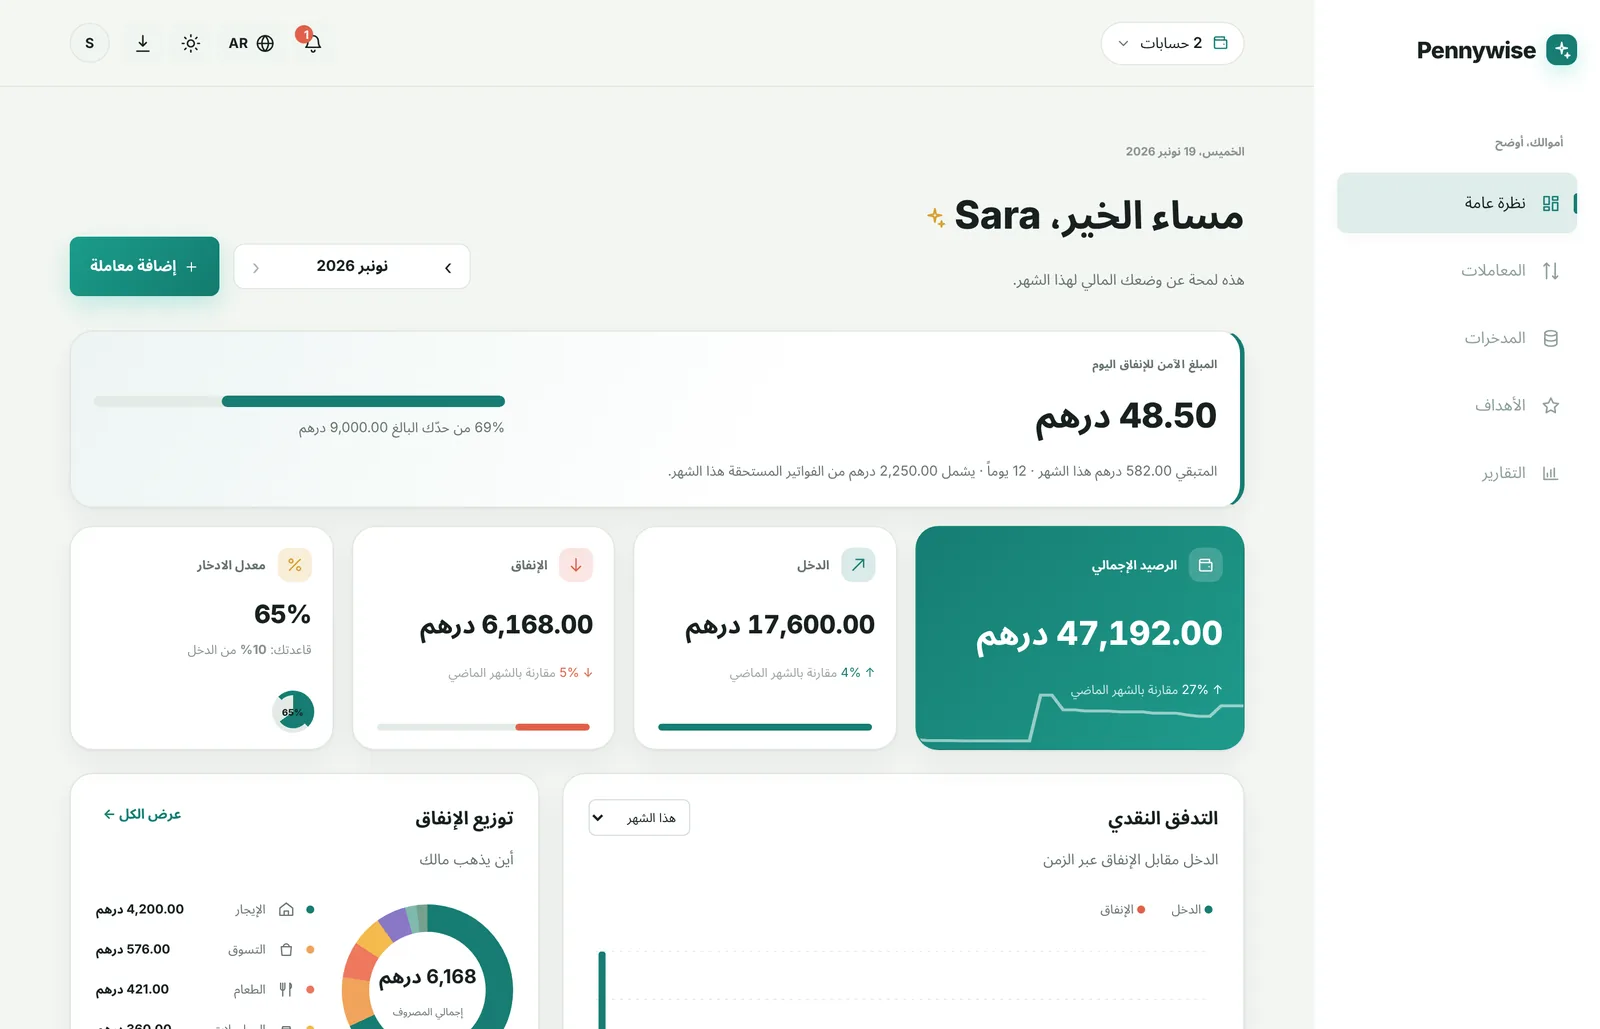 Pennywise
أموالك، أوضح
نظرة عامة
المعاملات
المدخرات
الأهداف
التقارير
2 حسابات
1
AR
S
الخميس، 19 نونبر 2026
مساء الخير، Sara
هذه لمحة عن وضعك المالي لهذا الشهر.
نونبر 2026
+ إضافة معاملة
المبلغ الآمن للإنفاق اليوم
48.50 درهم
المتبقي 582.00 درهم هذا الشهر · 12 يوماً · يشمل 2,250.00 درهم من الفواتير المستحقة هذا الشهر.
69% من حدّك البالغ 9,000.00 درهم
الرصيد الإجمالي
47,192.00 درهم
↑ 27% مقارنة بالشهر الماضي
الدخل
17,600.00 درهم
↑ 4% مقارنة بالشهر الماضي
الإنفاق
6,168.00 درهم
↓ 5% مقارنة بالشهر الماضي
معدل الادخار
65%
قاعدتك: 10% من الدخل
65%
التدفق النقدي
هذا الشهر
الدخل مقابل الإنفاق عبر الزمن
الدخل
الإنفاق
توزيع الإنفاق
عرض الكل ←
أين يذهب مالك
6,168 درهم
إجمالي المصروف
الإيجار 4,200.00 درهم
التسوق 576.00 درهم
الطعام 421.00 درهم
360.00 درهم